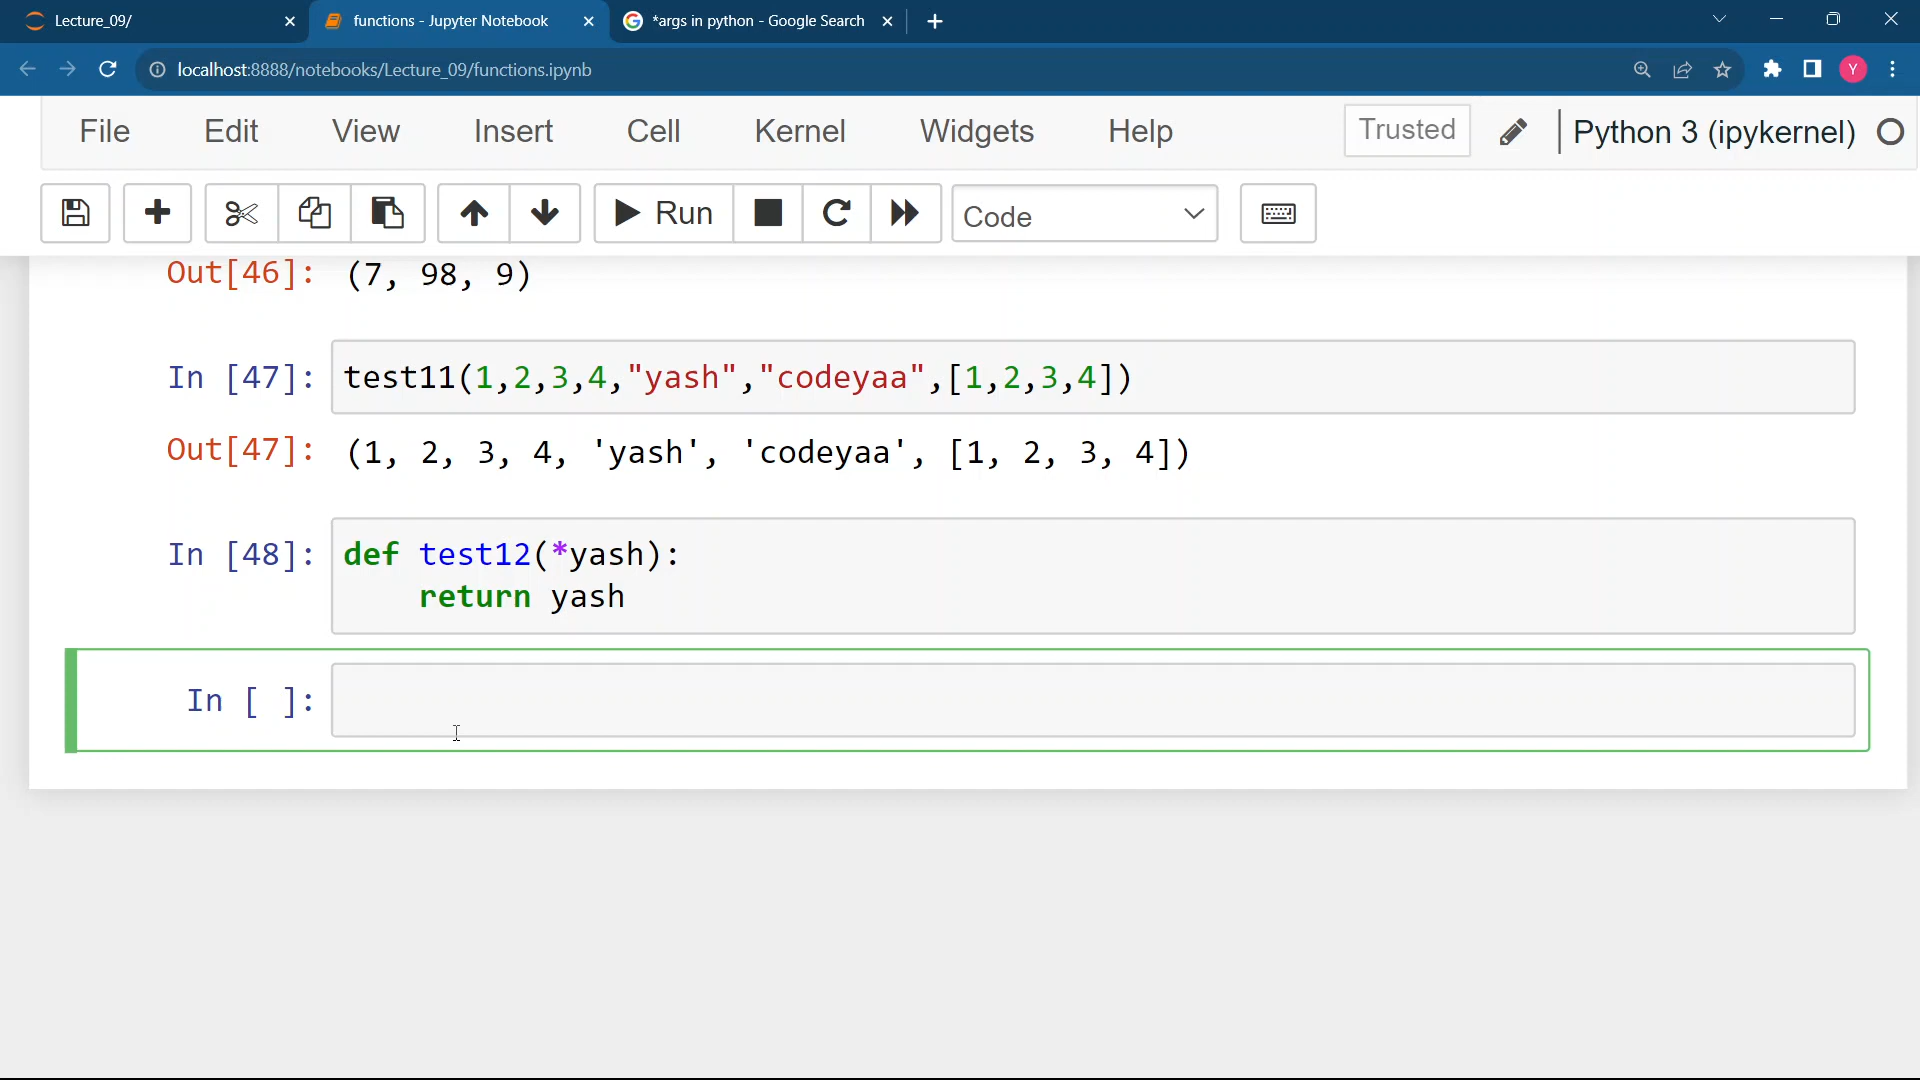 Lecture_09/ functions - Jupyter Notebook *args in python - Google Search
localhost:8888/notebooks/Lecture_09/functions.ipynb Y
File Edit View Insert Cell Kernel Widgets Help Trusted Python 3 (ipykernel)
Run Code
Out[46]: (7, 98, 9)
In [47]: test11(1,2,3,4,"yash","codeyaa",[1,2,3,4])
Out[47]: (1, 2, 3, 4, 'yash', 'codeyaa', [1, 2, 3, 4])
In [48]: def test12(*yash):
return yash
In [ ]: